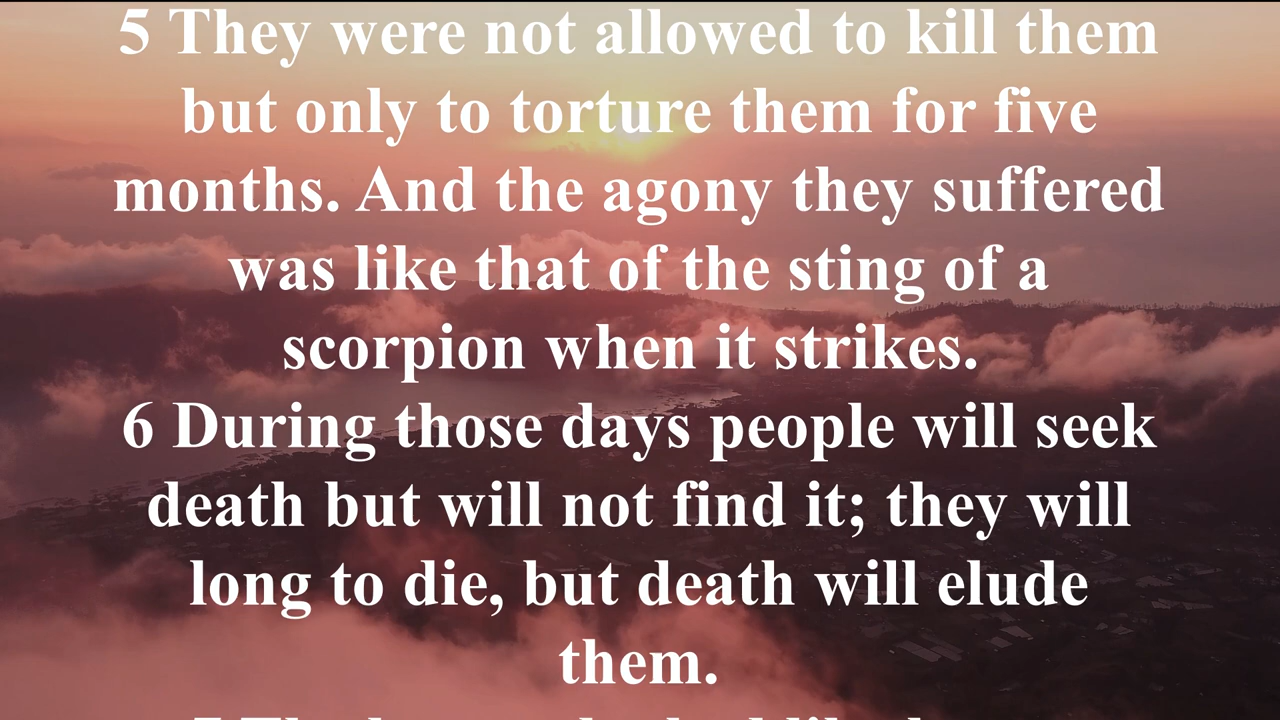 5 They were not allowed to kill them
but only to torture them for five
months. And the agony they suffered
was like that of the sting of a
scorpion when it strikes.
6 During those days people will seek
death but will not find it; they will
long to die, but death will elude
them.